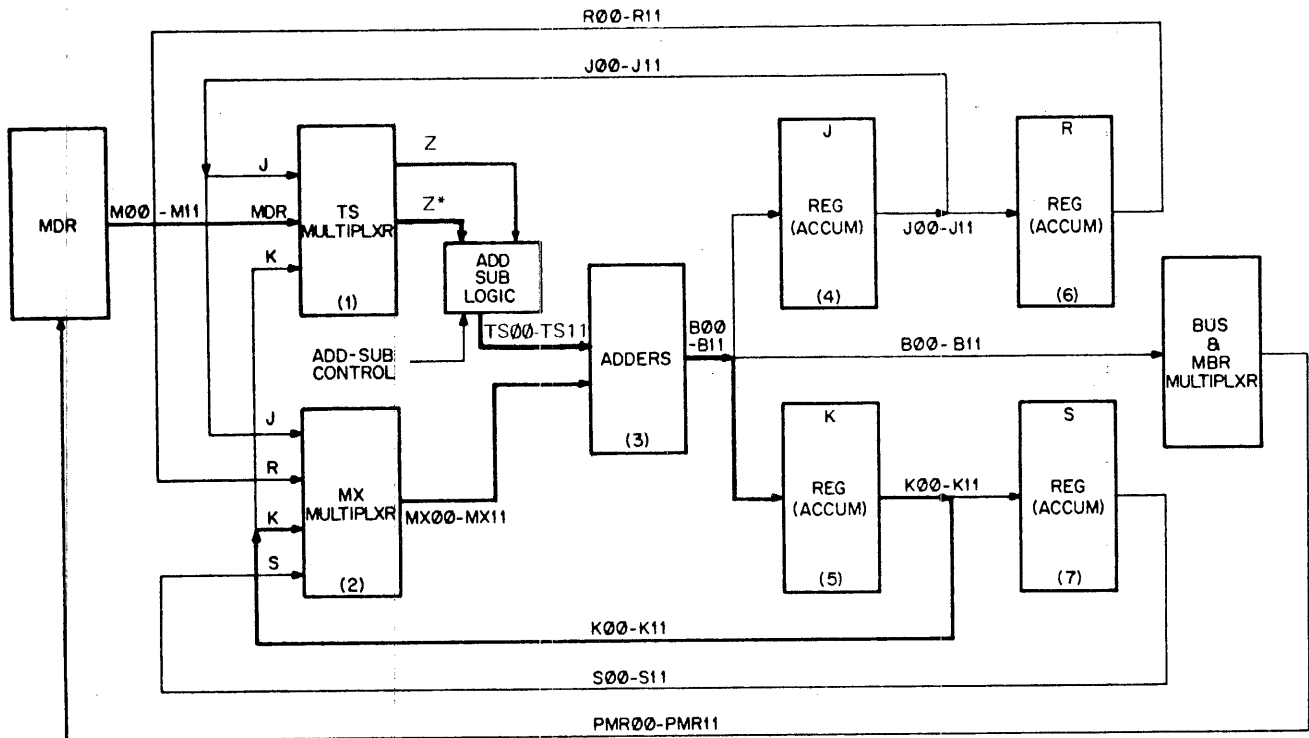 RØØ-R11
JØØ-J11
MDR
MØØ-M11
J
MDR
K
TS
MULTIPLXR
(1)
Z
Z*
ADD
SUB
LOGIC
ADD-SUB
CONTROL
TSØØ-TS11
J
R
K
S
MX
MULTIPLXR
(2)
MXØØ-MX11
ADDERS
(3)
BØØ
-B11
J
REG
(ACCUM)
(4)
JØØ-J11
R
REG
(ACCUM)
(6)
BØØ-B11
BUS
&
MBR
MULTIPLXR
K
REG
(ACCUM)
(5)
KØØ-K11
S
REG
(ACCUM)
(7)
KØØ-K11
SØØ-S11
PMRØØ-PMR11